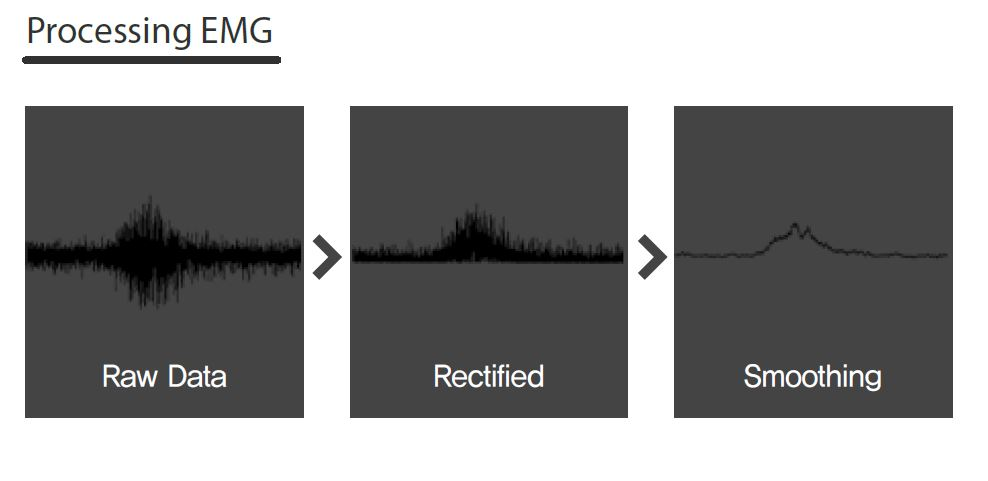 Processing EMG
Raw Data
Rectified
Smoothing